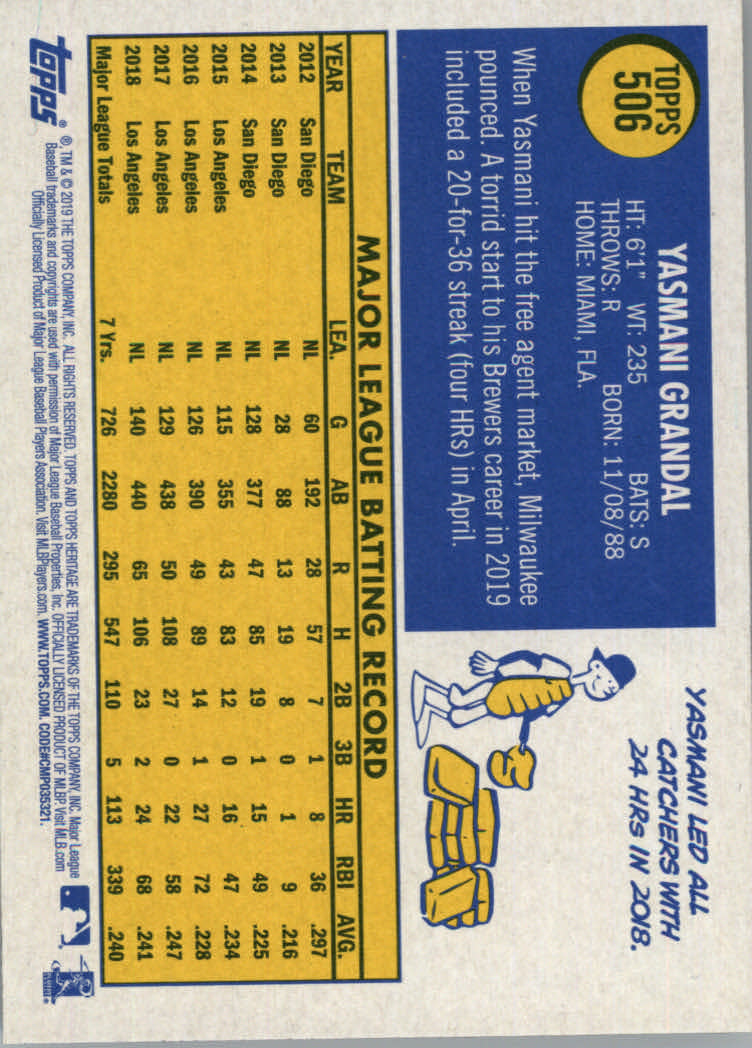 TOPPS
506
YASMANI GRANDAL
HT: 6'1" WT: 235 BATS: S
THROWS: R BORN: 11/08/88
HOME: MIAMI, FLA.
When Yasmani hit the free agent market, Milwaukee
pounced. A torrid start to his Brewers career in 2019
included a 20-for-36 streak (four HRs) in April.
YASMANI LED ALL
CATCHERS WITH
24 HRs IN 2018.
MAJOR LEAGUE BATTING RECORD
YEAR TEAM LEA. G AB R H 2B 3B HR RBI AVG.
2012 San Diego NL 60 192 28 57 7 1 8 36 .297
2013 San Diego NL 28 88 13 19 8 0 1 9 .216
2014 San Diego NL 128 377 47 85 19 1 15 49 .225
2015 Los Angeles NL 115 355 43 83 12 0 16 47 .234
2016 Los Angeles NL 126 390 49 89 14 1 27 72 .228
2017 Los Angeles NL 129 438 50 108 27 0 22 58 .247
2018 Los Angeles NL 140 440 65 106 23 2 24 68 .241
Major League Totals 7 Yrs. 726 2280 295 547 110 5 113 339 .240
topps®
®, TM & © 2019 THE TOPPS COMPANY, INC. ALL RIGHTS RESERVED. TOPPS AND TOPPS HERITAGE ARE TRADEMARKS OF THE TOPPS COMPANY, INC. Major League
Baseball trademarks and copyrights are used with permission of Major League Baseball Properties, Inc. OFFICIALLY LICENSED PRODUCT OF MLBP. Visit MLB.com
Officially Licensed Product of Major League Baseball Players Association. Visit MLBPlayers.com. WWW.TOPPS.COM. CODE#CMP035321.